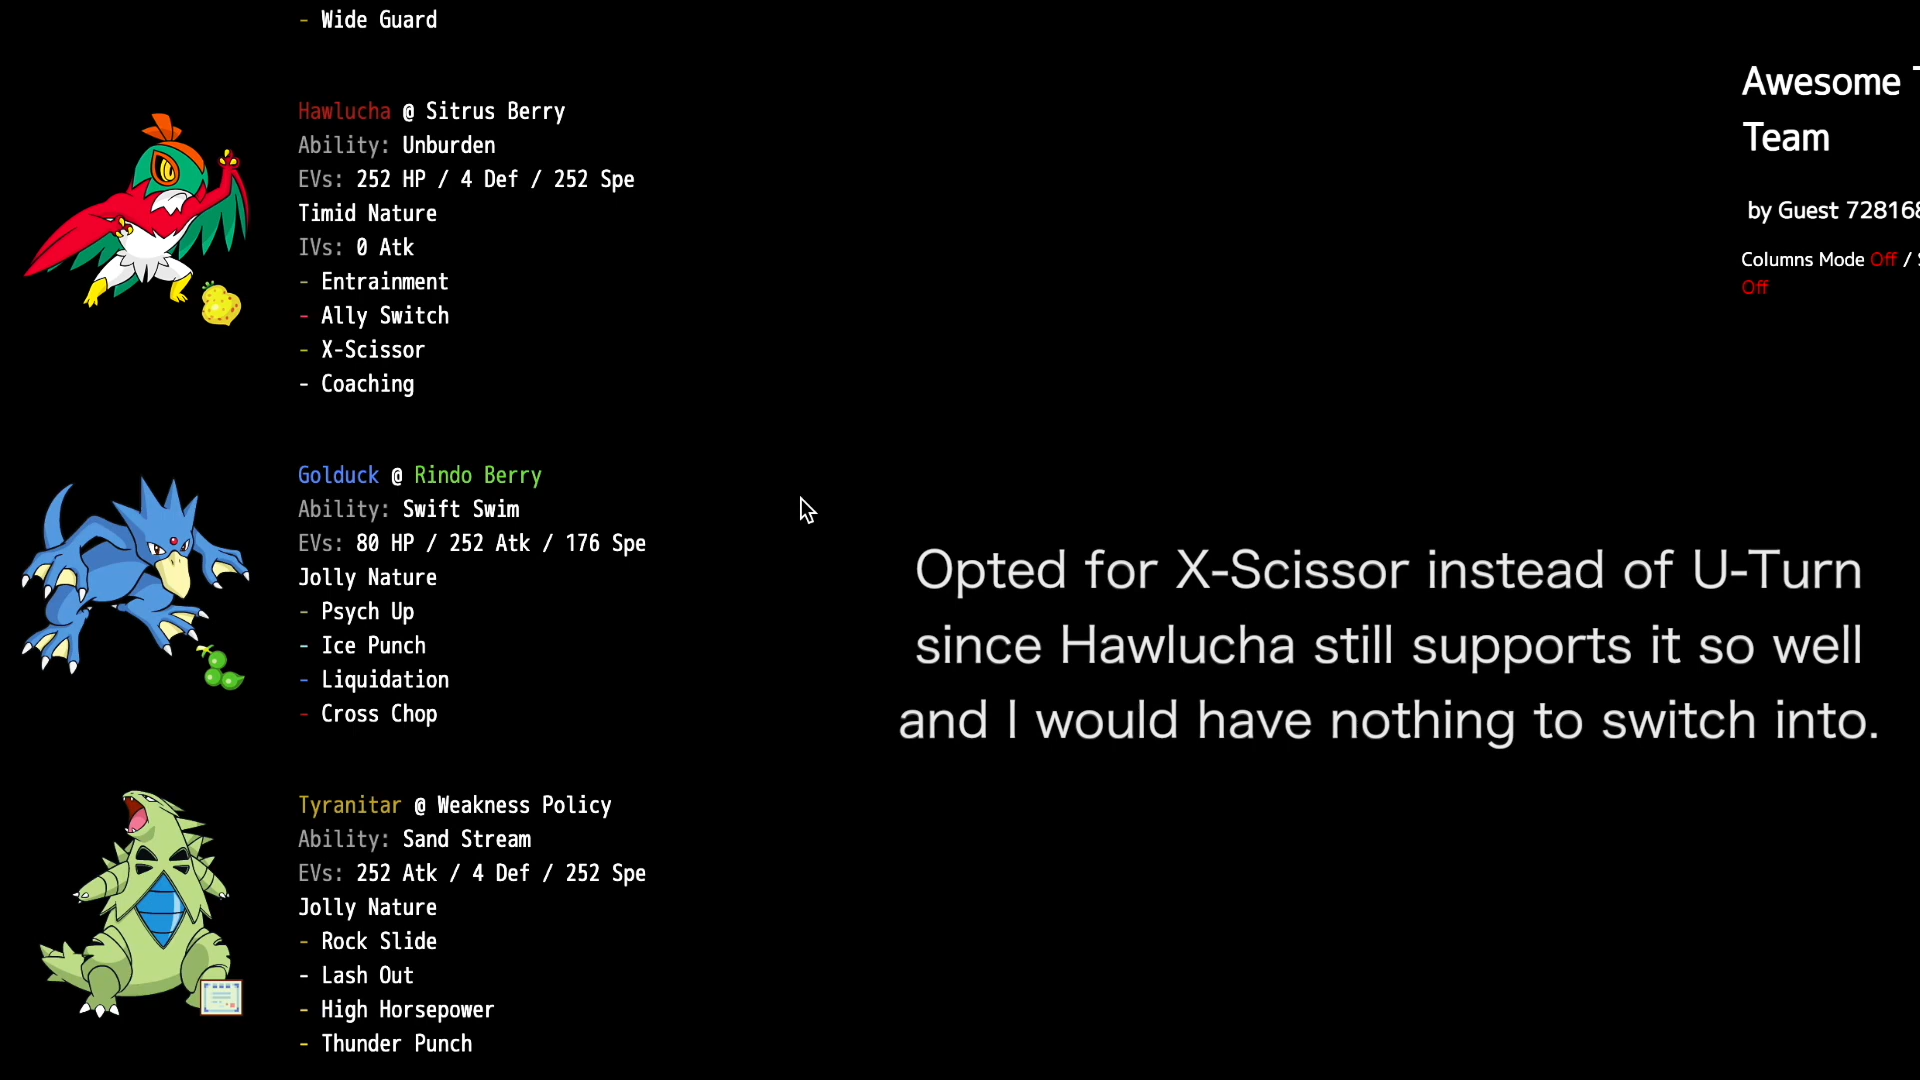 - Wide Guard
Hawlucha @ Sitrus Berry
Ability: Unburden
EVs: 252 HP / 4 Def / 252 Spe
Timid Nature
IVs: 0 Atk
- Entrainment
- Ally Switch
- X-Scissor
- Coaching
Golduck @ Rindo Berry
Ability: Swift Swim
EVs: 80 HP / 252 Atk / 176 Spe
Jolly Nature
- Psych Up
- Ice Punch
- Liquidation
- Cross Chop
Tyranitar @ Weakness Policy
Ability: Sand Stream
EVs: 252 Atk / 4 Def / 252 Spe
Jolly Nature
- Rock Slide
- Lash Out
- High Horsepower
- Thunder Punch
Awesome
Team
by Guest 728168
Columns Mode Off /
Off
Opted for X-Scissor instead of U-Turn
since Hawlucha still supports it so well
and I would have nothing to switch into.